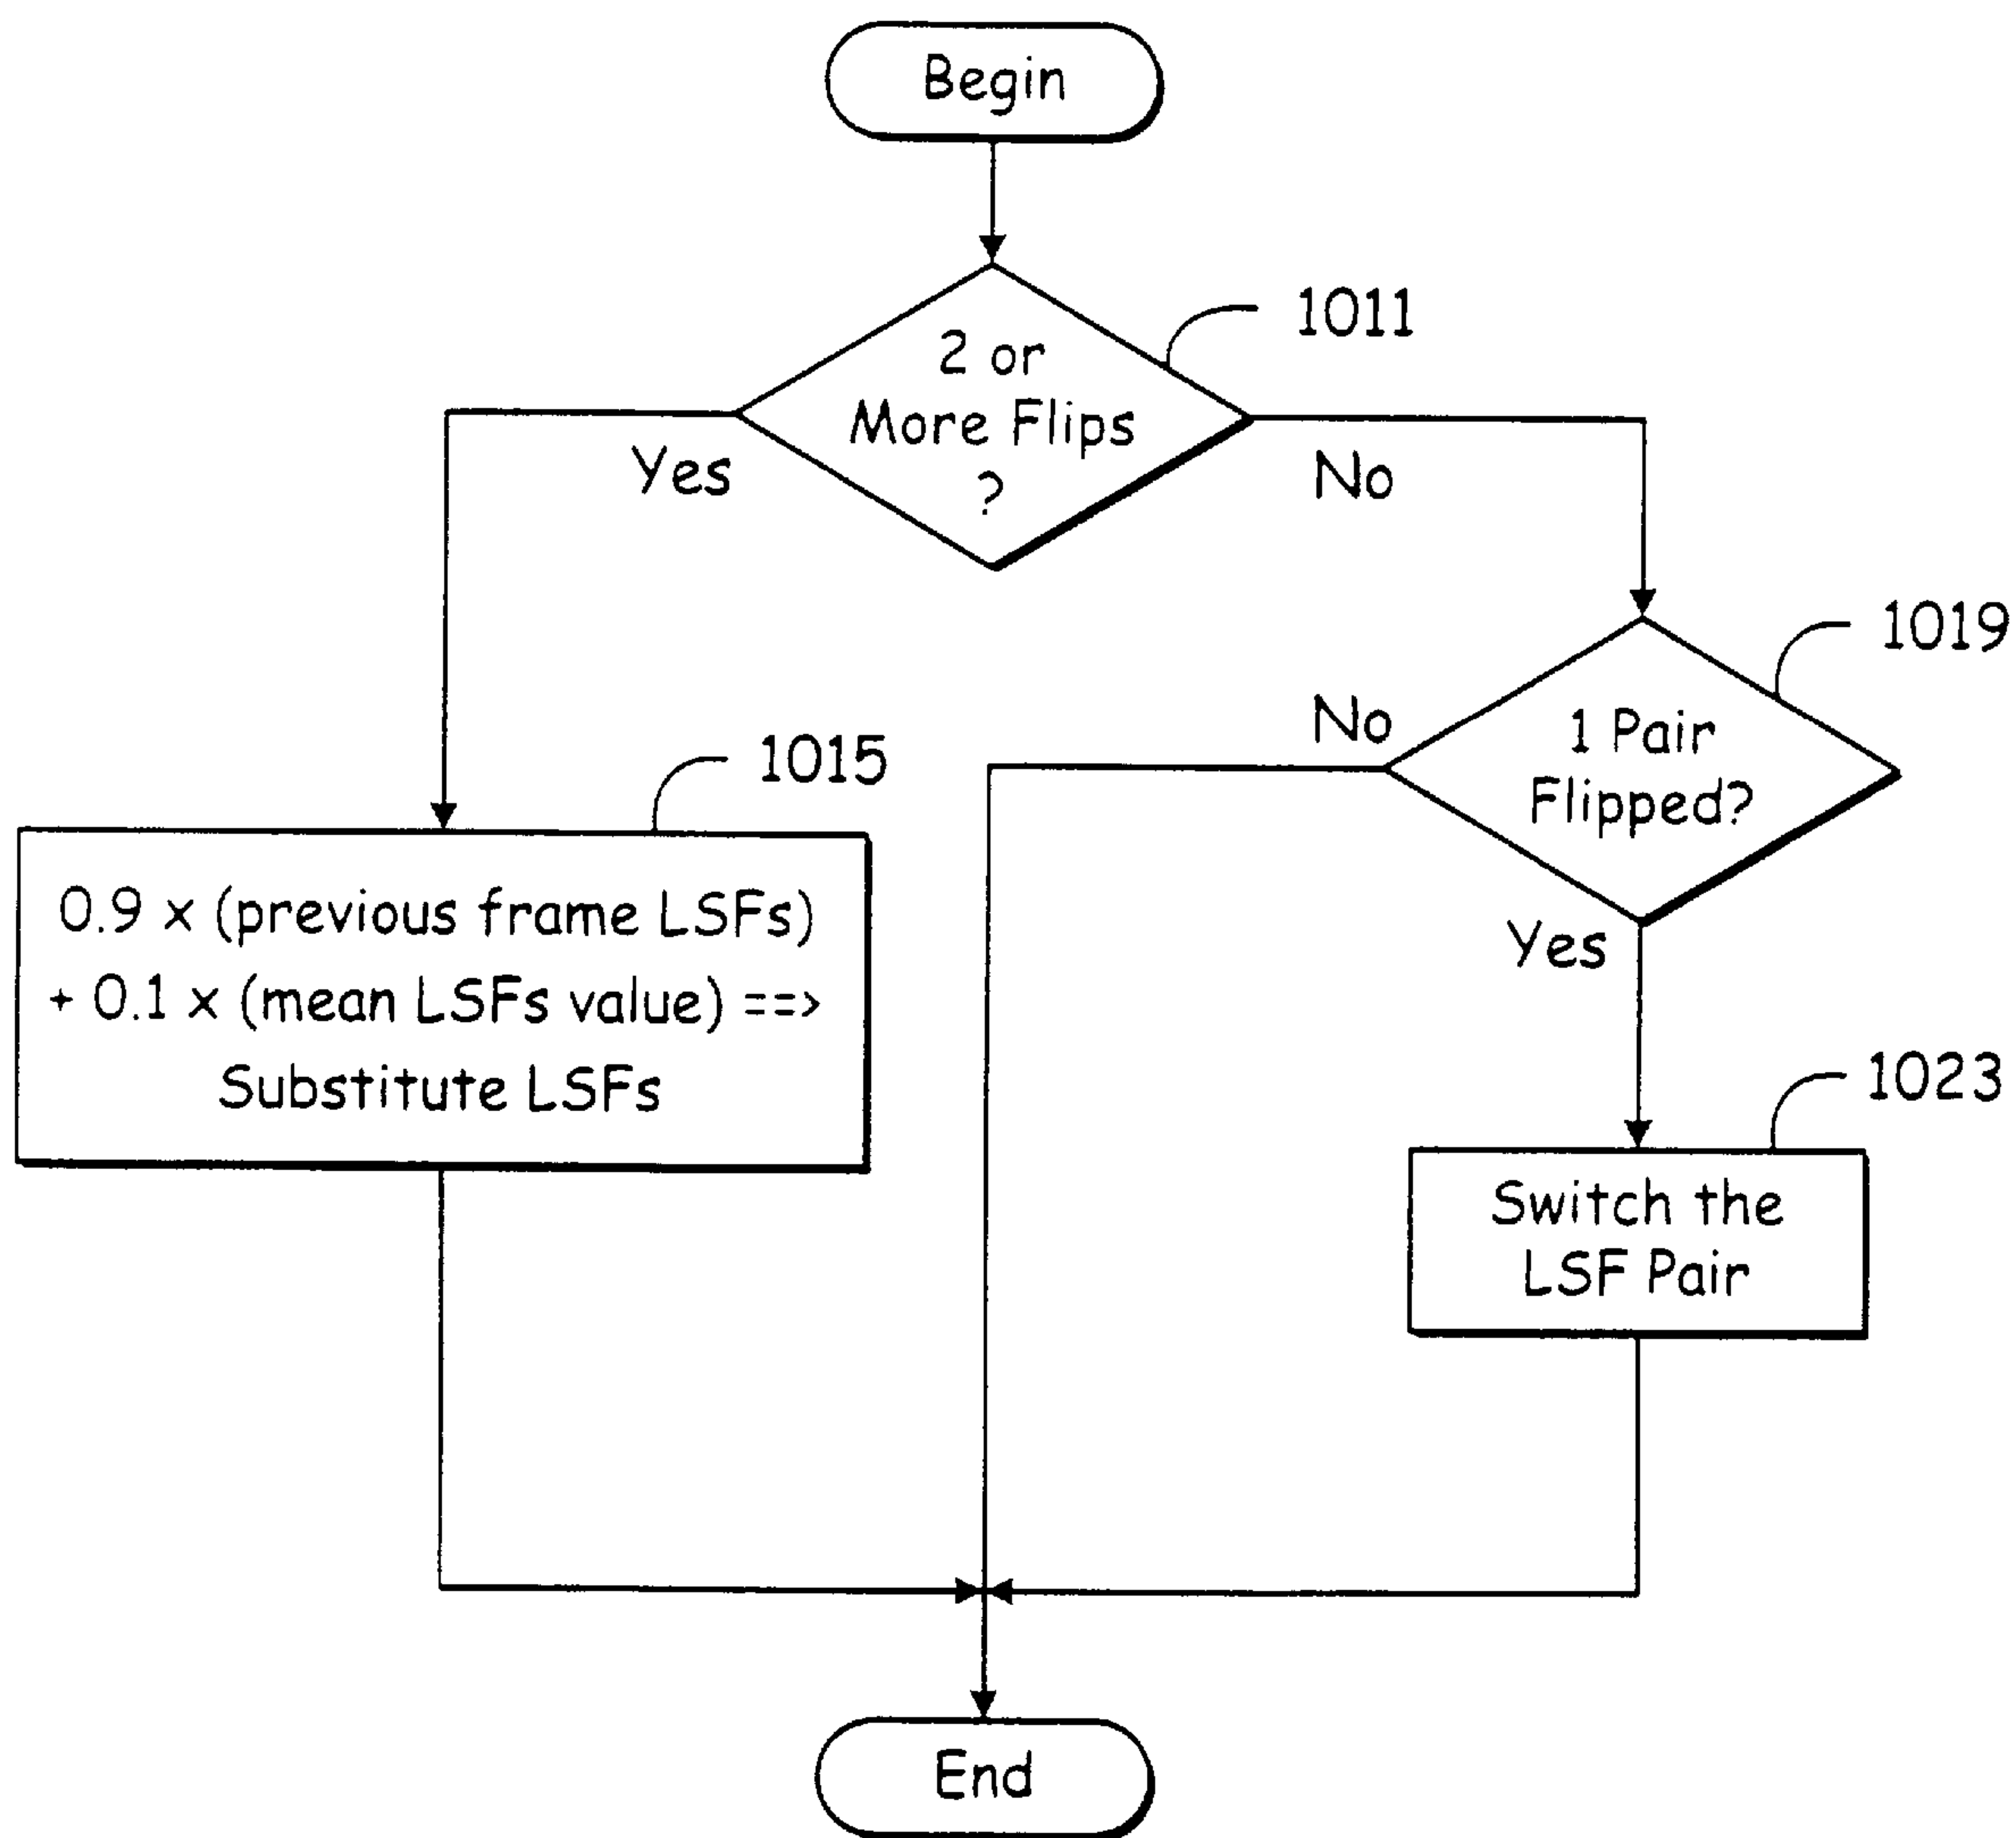 Begin
1011
2 or
More Flips
?
Yes
No
1019
1 Pair
Flipped?
No
Yes
1015
0.9 x (previous frame LSFs)
+ 0.1 x (mean LSFs value) ==>
Substitute LSFs
1023
Switch the
LSF Pair
End